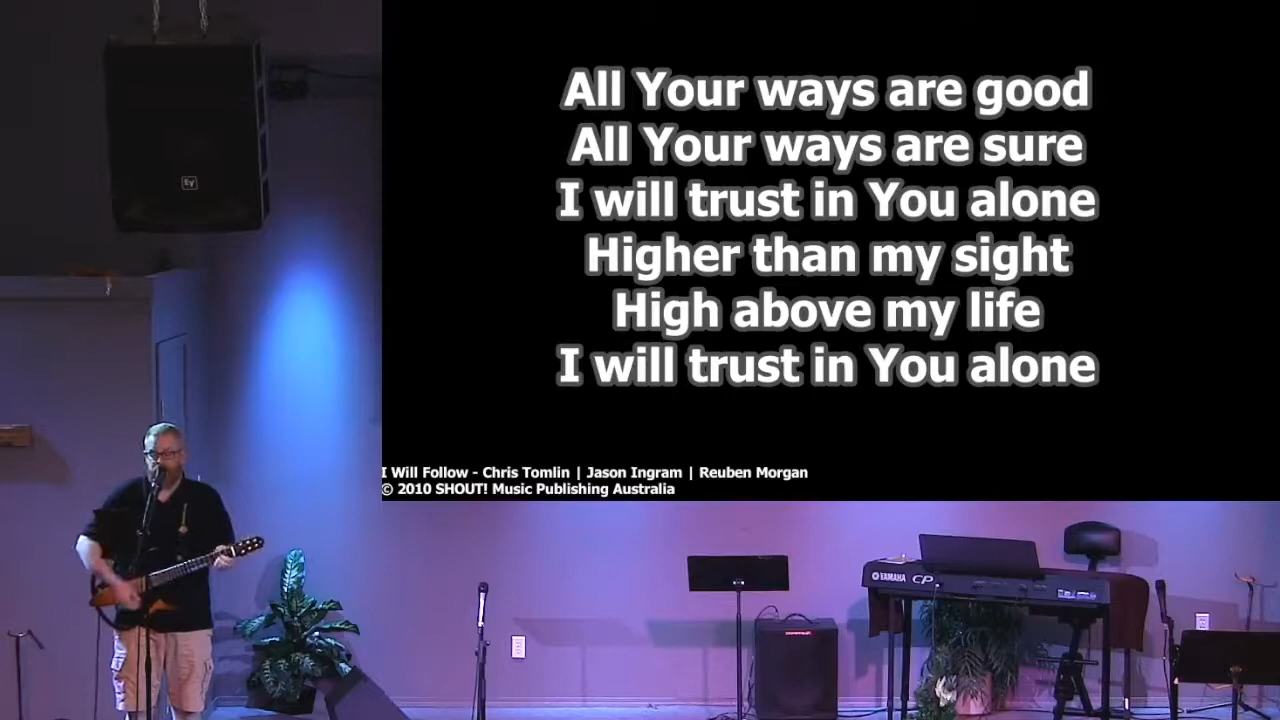 All Your ways are good
All Your ways are sure
I will trust in You alone
Higher than my sight
High above my life
I will trust in You alone
I Will Follow - Chris Tomlin | Jason Ingram | Reuben Morgan
© 2010 SHOUT! Music Publishing Australia
EV
YAMAHA CP